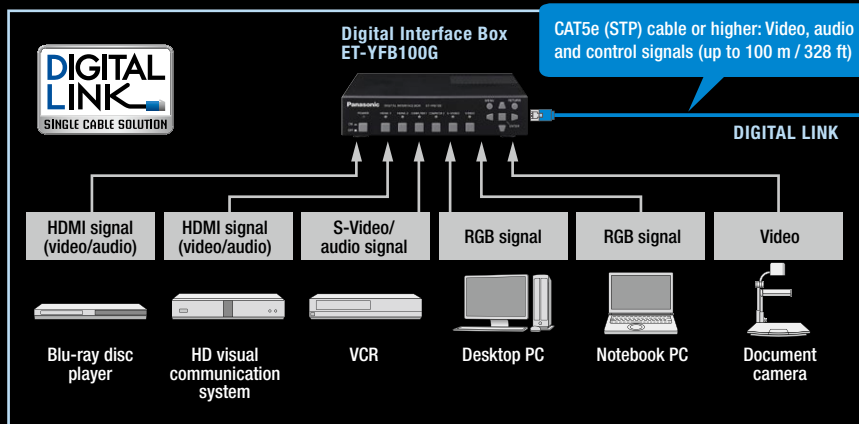 Digital Interface Box
ET-YFB100G
CAT5e (STP) cable or higher: Video, audio
and control signals (up to 100 m / 328 ft)
DIGITAL
LINK
SINGLE CABLE SOLUTION
Panasonic
MENU
RETURN
ENTER
DIGITAL LINK
HDMI signal
(video/audio)
HDMI signal
(video/audio)
S-Video/
audio signal
RGB signal
RGB signal
Video
Blu-ray disc
player
HD visual
communication
system
VCR
Desktop PC
Notebook PC
Document
camera